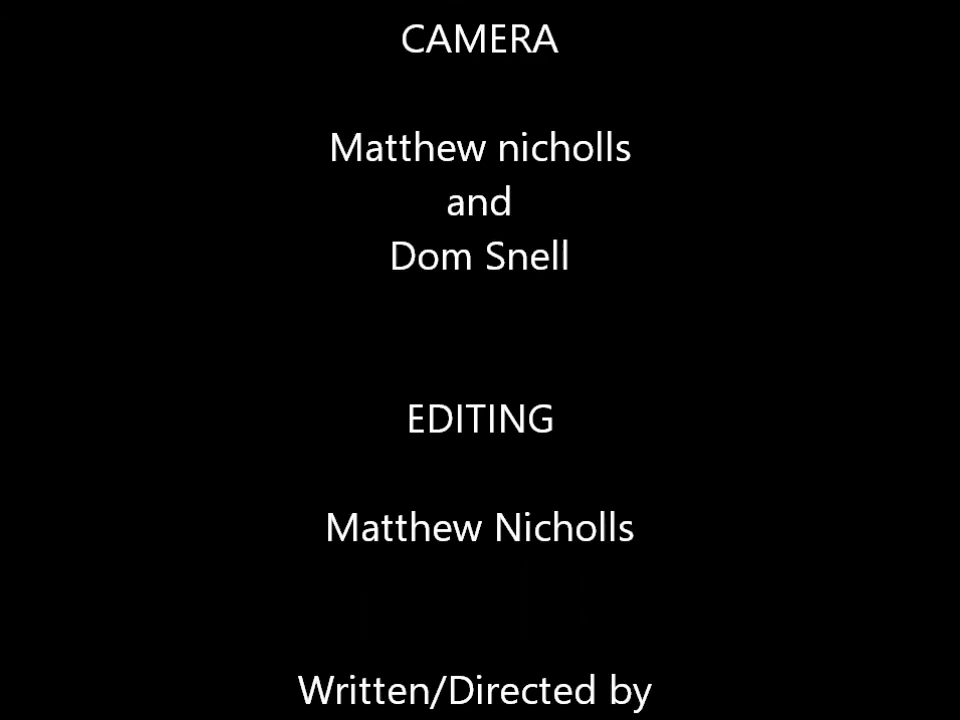 CAMERA
Matthew nicholls
and
Dom Snell
EDITING
Matthew Nicholls
Written/Directed by